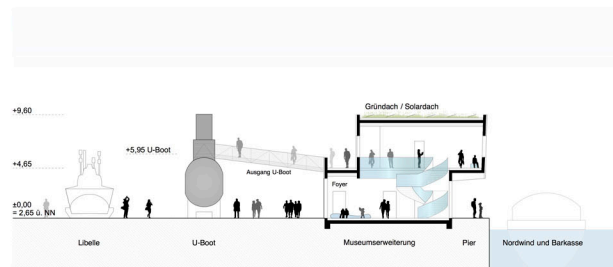 Gründach / Solardach
+9,60
+5,95 U-Boot
+4,65
Ausgang U-Boot
Foyer
±0,00
= 2,65 ü. NN
Libelle
U-Boot
Museumserweiterung
Pier
Nordwind und Barkasse